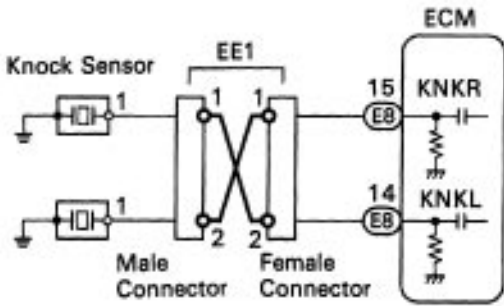 ECM
EE1
Knock Sensor
1
1
1
15
KNKR
E8
1
2
2
14
KNKL
E8
Male
Connector
Female
Connector